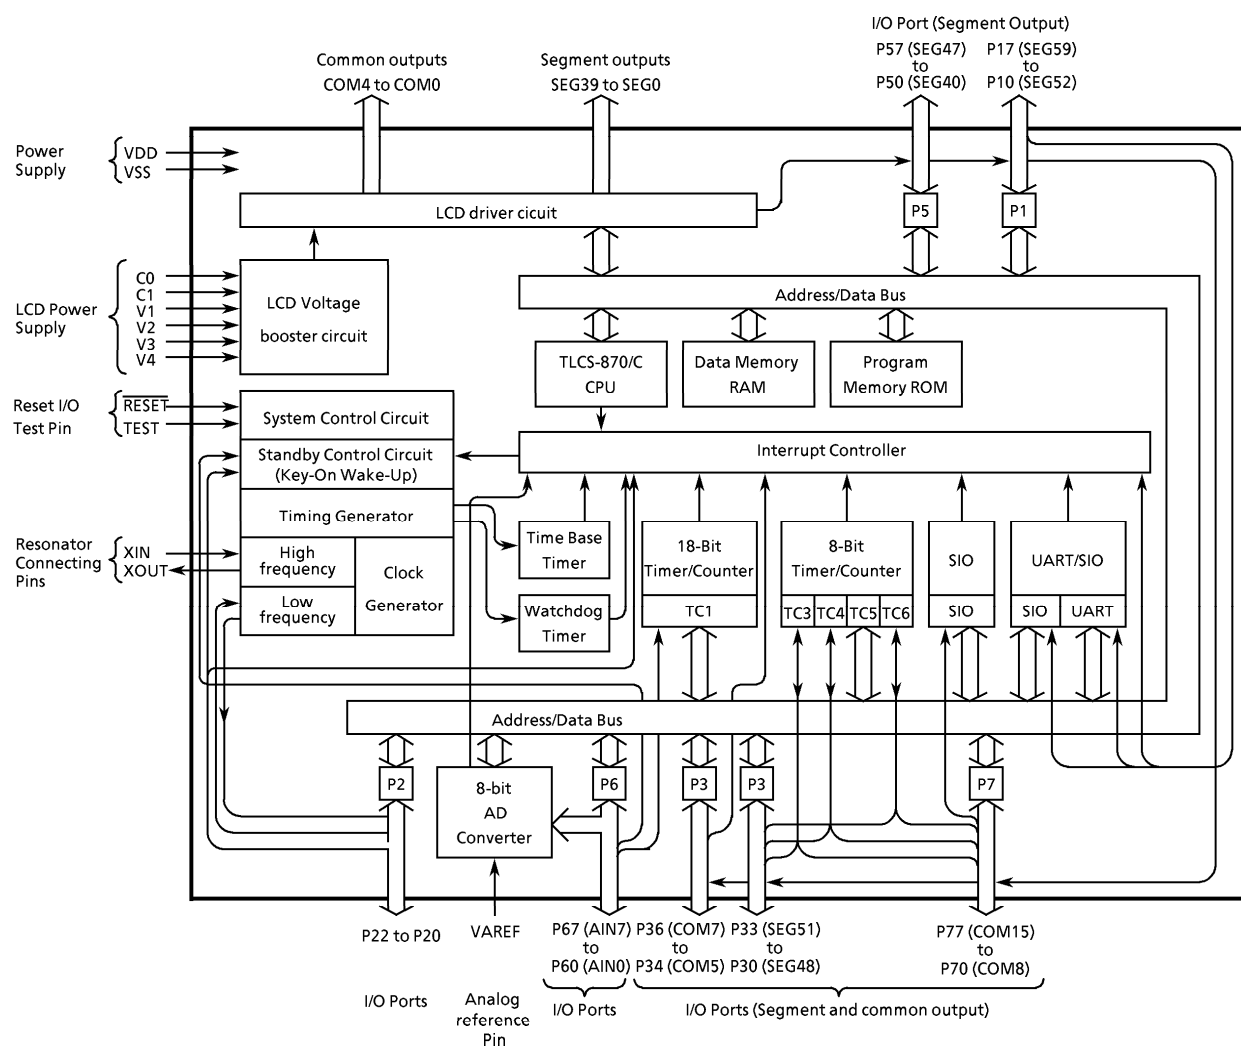 I/O Port (Segment Output)
P57 (SEG47) P17 (SEG59)
to to
P50 (SEG40) P10 (SEG52)
Common outputs
COM4 to COM0
Segment outputs
SEG39 to SEG0
Power
Supply
VDD
VSS
LCD driver cicuit
P5
P1
LCD Power
Supply
C0
C1
V1
V2
V3
V4
LCD Voltage
booster circuit
Address/Data Bus
TLCS-870/C
CPU
Data Memory
RAM
Program
Memory ROM
Reset I/O
Test Pin
RESET
TEST
System Control Circuit
Standby Control Circuit
(Key-On Wake-Up)
Interrupt Controller
Timing Generator
Resonator
Connecting
Pins
XIN
XOUT
High
frequency
Low
frequency
Clock
Generator
Time Base
Timer
Watchdog
Timer
18-Bit
Timer/Counter
TC1
8-Bit
Timer/Counter
TC3 TC4 TC5 TC6
SIO
SIO
UART/SIO
SIO UART
Address/Data Bus
P2
8-bit
AD
Converter
P6
P3
P3
P7
P22 to P20
VAREF
P67 (AIN7)
to
P60 (AIN0)
P36 (COM7)
to
P34 (COM5)
P33 (SEG51)
to
P30 (SEG48)
P77 (COM15)
to
P70 (COM8)
I/O Ports
Analog
reference
Pin
I/O Ports
I/O Ports (Segment and common output)